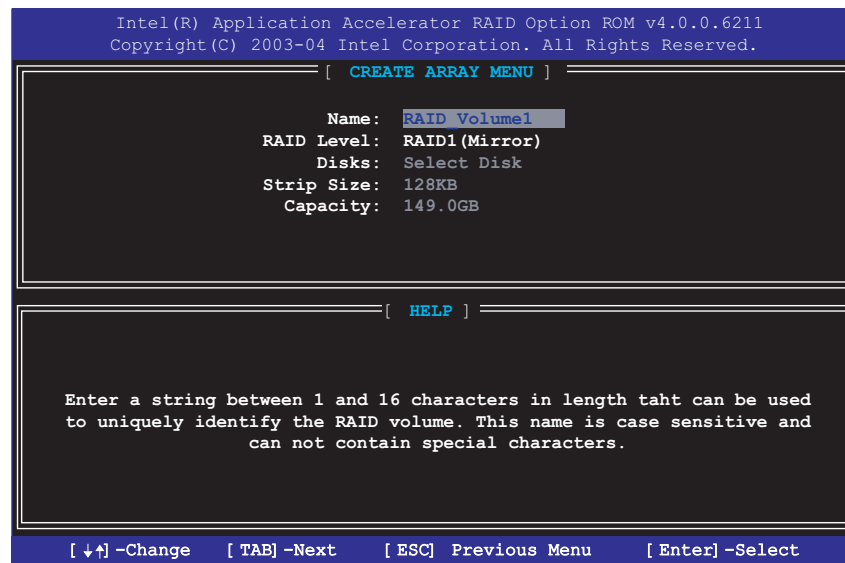 Intel(R) Application Accelerator RAID Option ROM v4.0.0.6211
Copyright(C) 2003-04 Intel Corporation. All Rights Reserved.
[ CREATE ARRAY MENU ]
Name: RAID_Volume1
RAID Level: RAID1(Mirror)
Disks: Select Disk
Strip Size: 128KB
Capacity: 149.0GB
[ HELP ]
Enter a string between 1 and 16 characters in length taht can be used
to uniquely identify the RAID volume. This name is case sensitive and
can not contain special characters.
[↓↑]-Change [TAB]-Next [ESC] Previous Menu [Enter]-Select